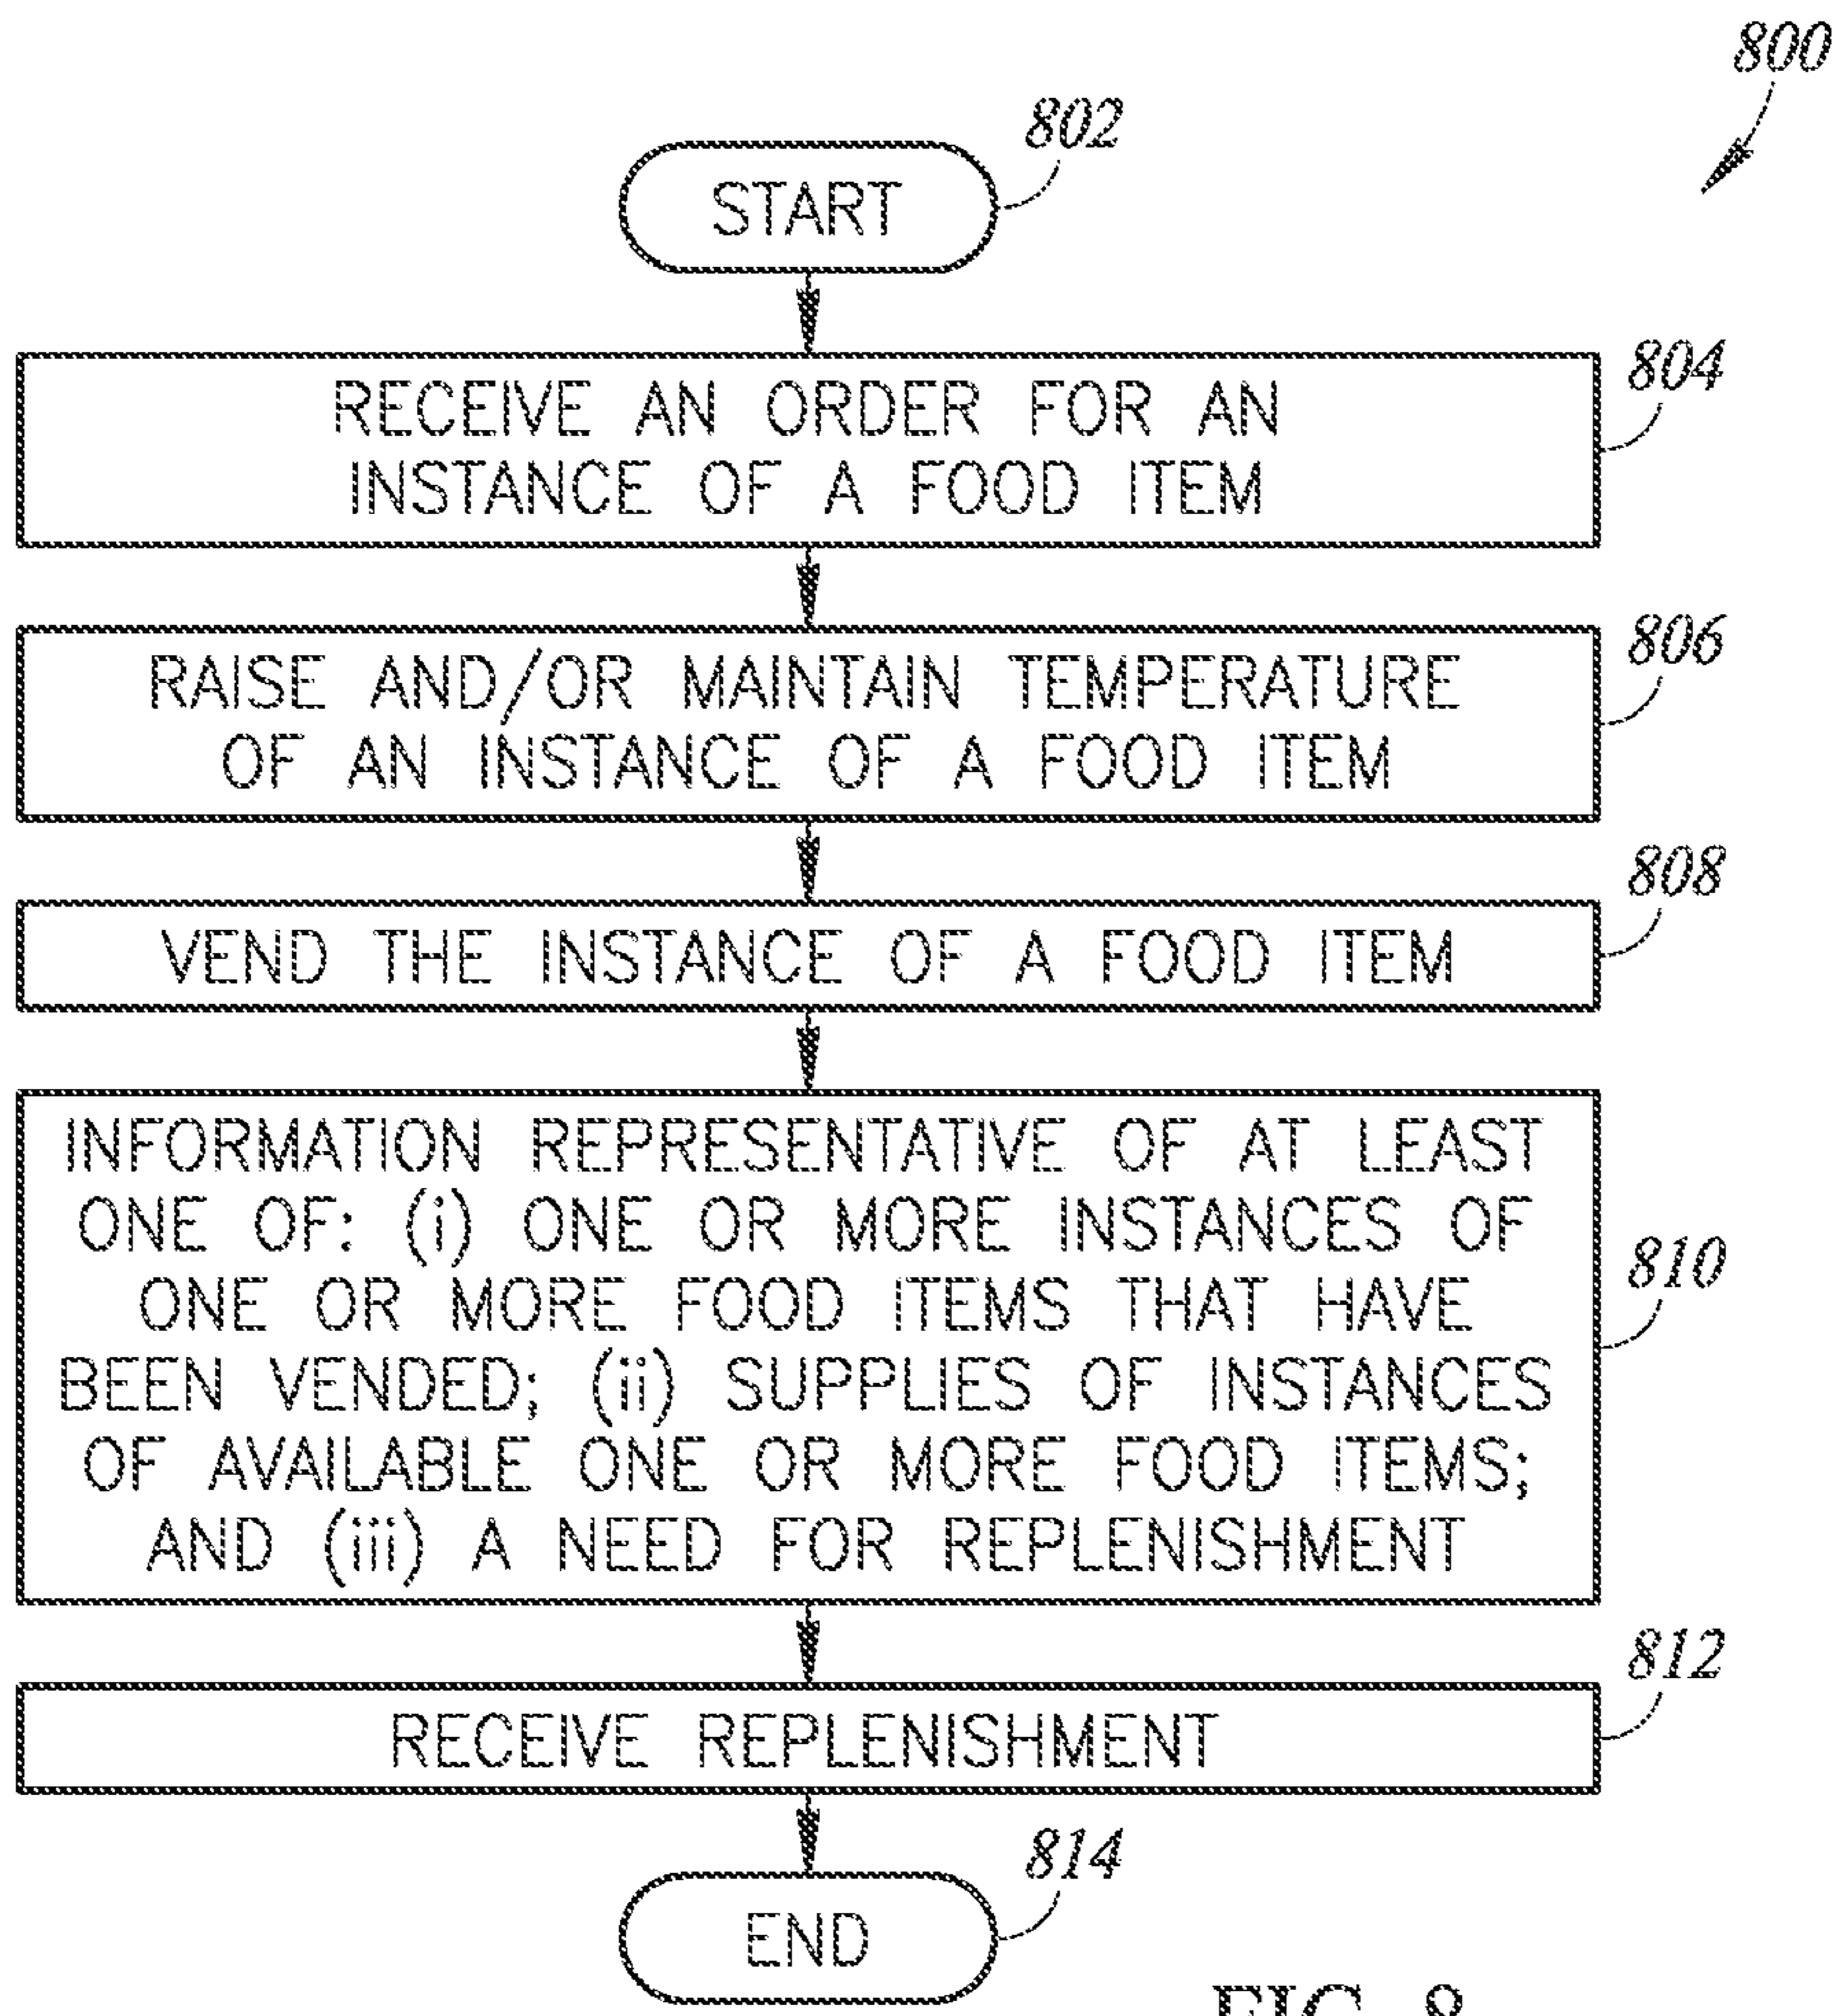 800
802
START
804
RECEIVE AN ORDER FOR AN
INSTANCE OF A FOOD ITEM
806
RAISE AND/OR MAINTAIN TEMPERATURE
OF AN INSTANCE OF A FOOD ITEM
808
VEND THE INSTANCE OF A FOOD ITEM
INFORMATION REPRESENTATIVE OF AT LEAST
ONE OF: (i) ONE OR MORE INSTANCES OF
ONE OR MORE FOOD ITEMS THAT HAVE
BEEN VENDED; (ii) SUPPLIES OF INSTANCES
OF AVAILABLE ONE OR MORE FOOD ITEMS;
AND (iii) A NEED FOR REPLENISHMENT
810
812
RECEIVE REPLENISHMENT
814
END
FIG. 8